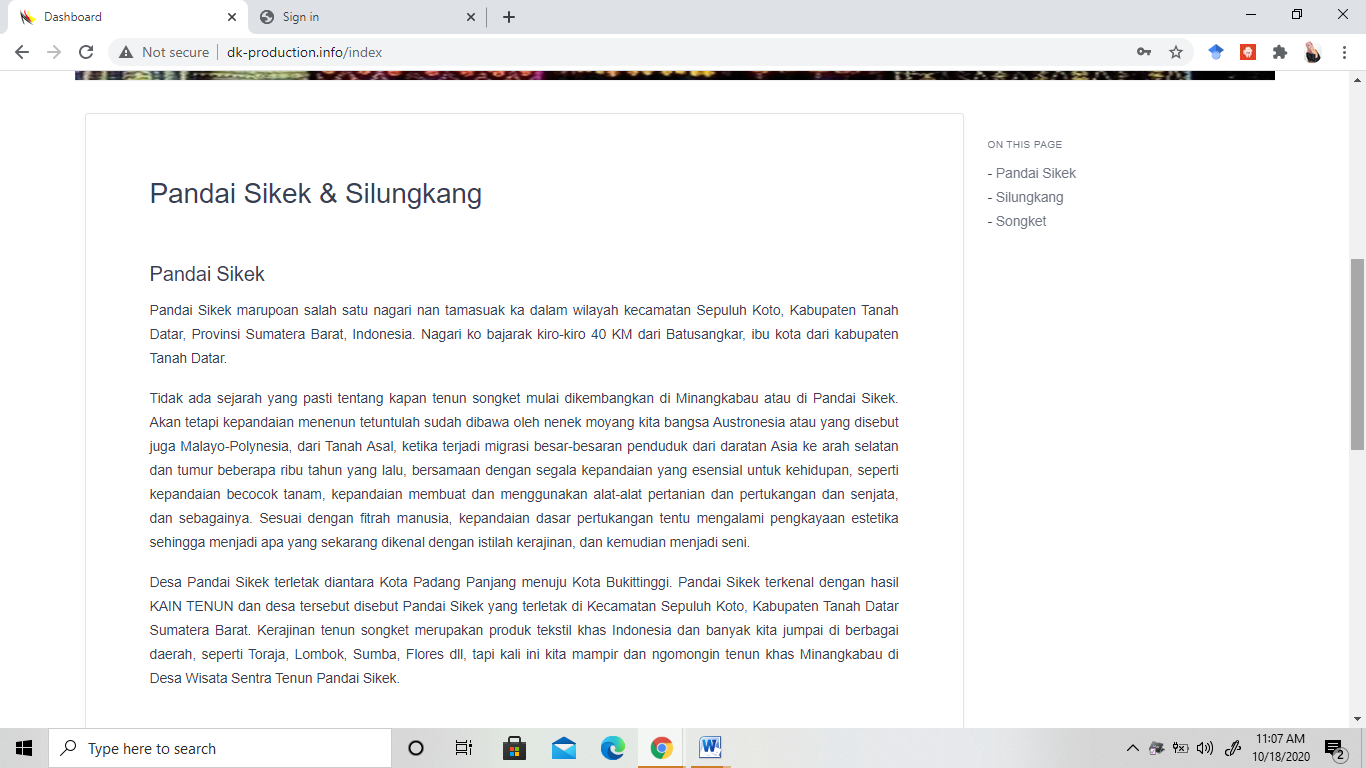 Dashboard
Sign in
Not secure
dk-production.info/index
Pandai Sikek & Silungkang
Pandai Sikek
Pandai Sikek marupoan salah satu nagari nan tamasuak ka dalam wilayah kecamatan Sepuluh Koto, Kabupaten Tanah
Datar, Provinsi Sumatera Barat, Indonesia. Nagari ko bajarak kiro-kiro 40 KM dari Batusangkar, ibu kota dari kabupaten
Tanah Datar.
Tidak ada sejarah yang pasti tentang kapan tenun songket mulai dikembangkan di Minangkabau atau di Pandai Sikek.
Akan tetapi kepandaian menenun tetuntulah sudah dibawa oleh nenek moyang kita bangsa Austronesia atau yang disebut
juga Malayo-Polynesia, dari Tanah Asal, ketika terjadi migrasi besar-besaran penduduk dari daratan Asia ke arah selatan
dan tumur beberapa ribu tahun yang lalu, bersamaan dengan segala kepandaian yang esensial untuk kehidupan, seperti
kepandaian becocok tanam, kepandaian membuat dan menggunakan alat-alat pertanian dan pertukangan dan senjata,
dan sebagainya. Sesuai dengan fitrah manusia, kepandaian dasar pertukangan tentu mengalami pengkayaan estetika
sehingga menjadi apa yang sekarang dikenal dengan istilah kerajinan, dan kemudian menjadi seni.
Desa Pandai Sikek terletak diantara Kota Padang Panjang menuju Kota Bukittinggi. Pandai Sikek terkenal dengan hasil
KAIN TENUN dan desa tersebut disebut Pandai Sikek yang terletak di Kecamatan Sepuluh Koto, Kabupaten Tanah Datar
Sumatera Barat. Kerajinan tenun songket merupakan produk tekstil khas Indonesia dan banyak kita jumpai di berbagai
daerah, seperti Toraja, Lombok, Sumba, Flores dll, tapi kali ini kita mampir dan ngomongin tenun khas Minangkabau di
Desa Wisata Sentra Tenun Pandai Sikek.
ON THIS PAGE
- Pandai Sikek
- Silungkang
- Songket
Type here to search
11:07 AM
10/18/2020
2